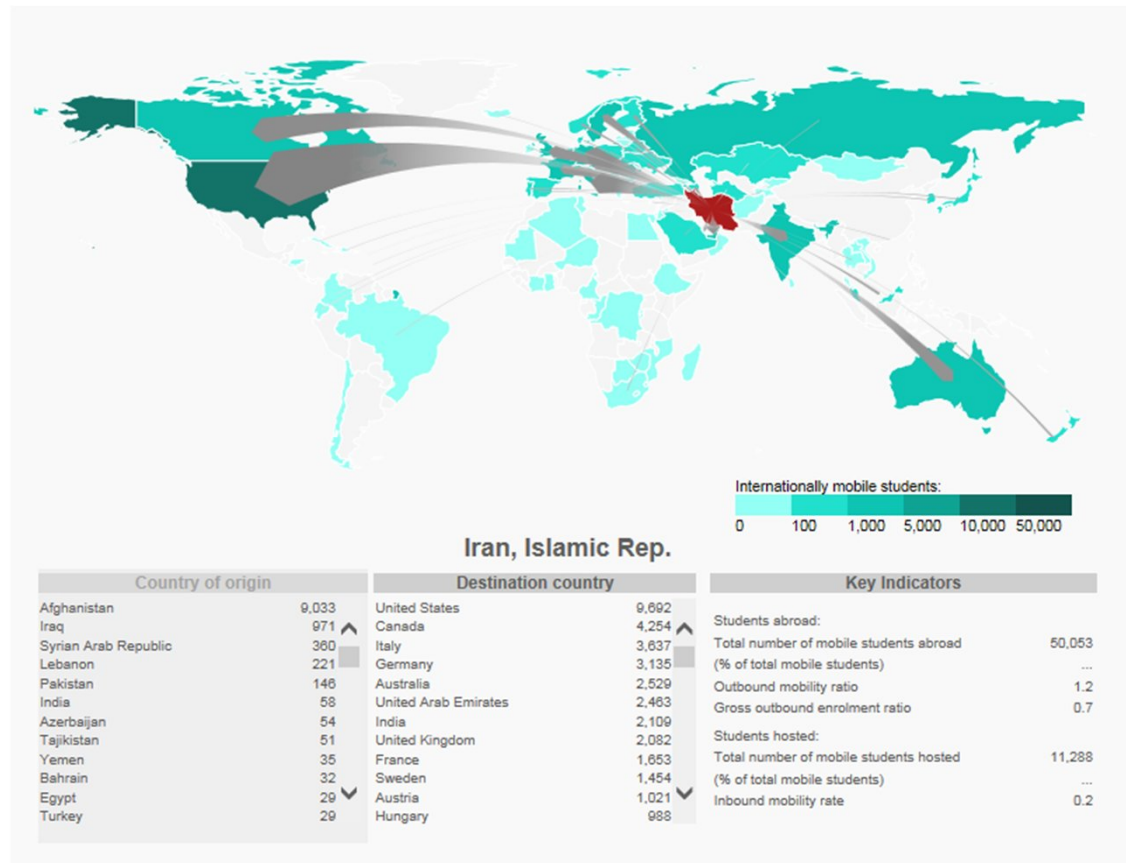 Internationally mobile students:
0 100 1,000 5,000 10,000 50,000
Iran, Islamic Rep.
Country of origin
Afghanistan 9,033
Iraq 971
Syrian Arab Republic 360
Lebanon 221
Pakistan 146
India 58
Azerbaijan 54
Tajikistan 51
Yemen 35
Bahrain 32
Egypt 29
Turkey 29
Destination country
United States 9,692
Canada 4,254
Italy 3,637
Germany 3,135
Australia 2,529
United Arab Emirates 2,463
India 2,109
United Kingdom 2,082
France 1,653
Sweden 1,454
Austria 1,021
Hungary 988
Key Indicators
Students abroad:
Total number of mobile students abroad 50,053
(% of total mobile students) ...
Outbound mobility ratio 1.2
Gross outbound enrolment ratio 0.7
Students hosted:
Total number of mobile students hosted 11,288
(% of total mobile students) ...
Inbound mobility rate 0.2